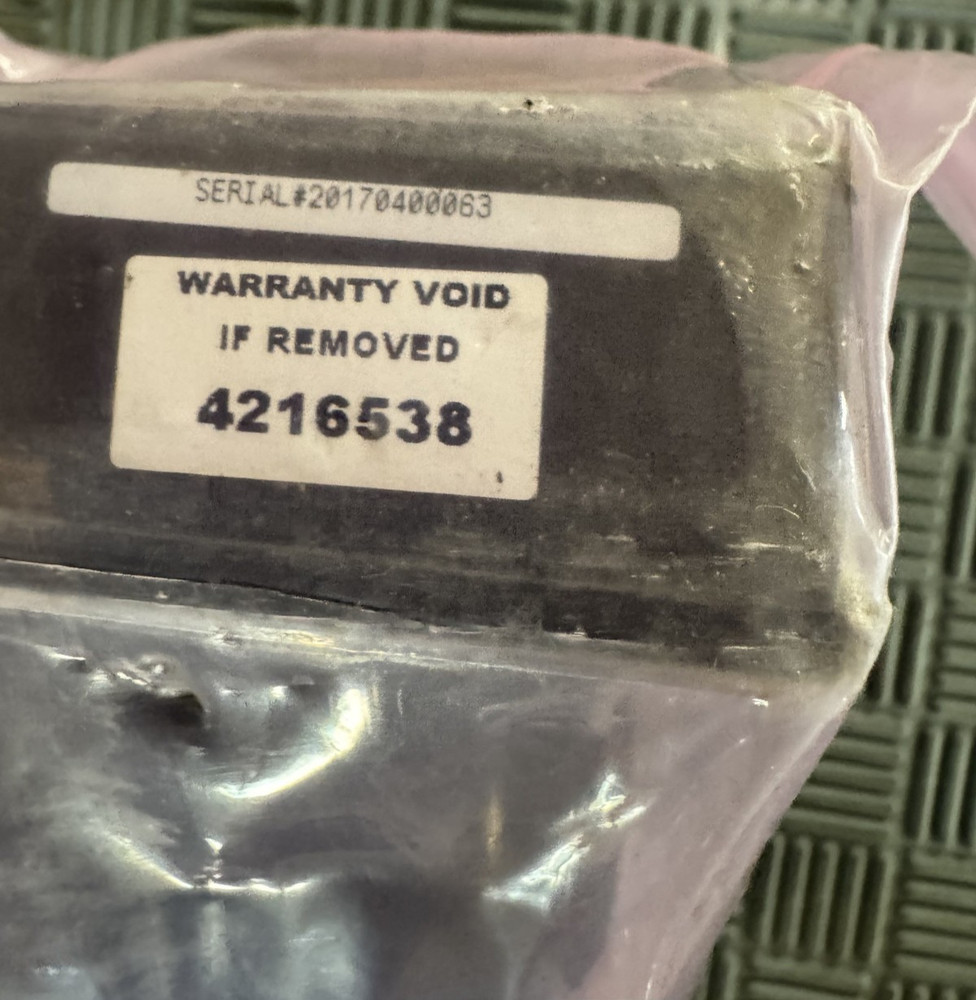 SERIAL#20170400063
WARRANTY VOID
IF REMOVED
4216538